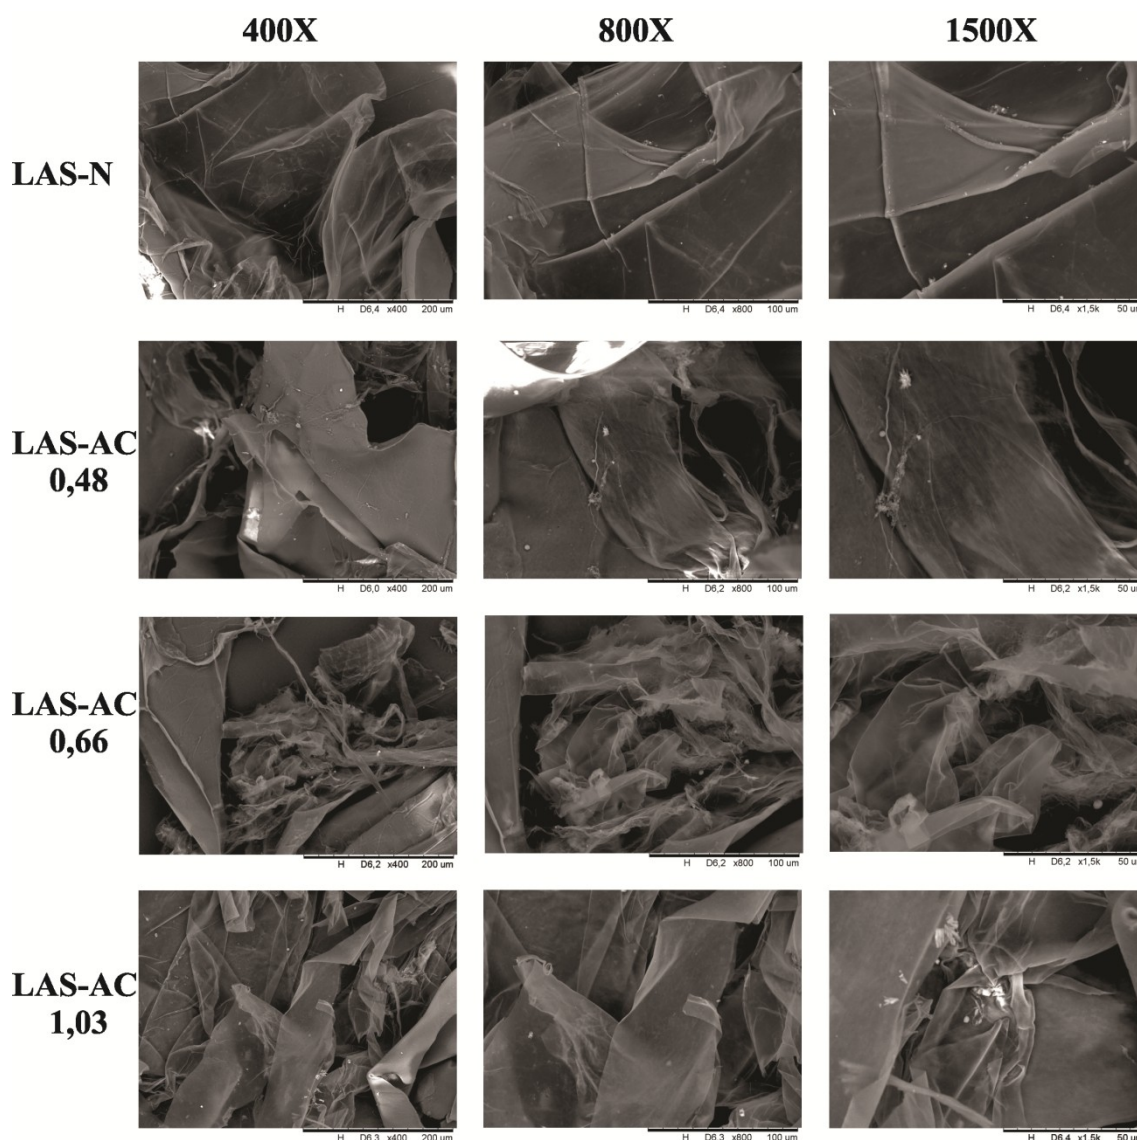 400X 800X 1500X
LAS-N
H D6,4 x400 200 um
H D6,4 x800 100 um
H D6,4 x1,5k 50 um
LAS-AC
0,48
H D6,0 x400 200 um
H D6,2 x800 100 um
H D6,2 x1,5k 50 um
LAS-AC
0,66
H D6,2 x400 200 um
H D6,2 x800 100 um
H D6,2 x1,5k 50 um
LAS-AC
1,03
H D6,3 x400 200 um
H D6,3 x800 100 um
H D6,4 x1,5k 50 um